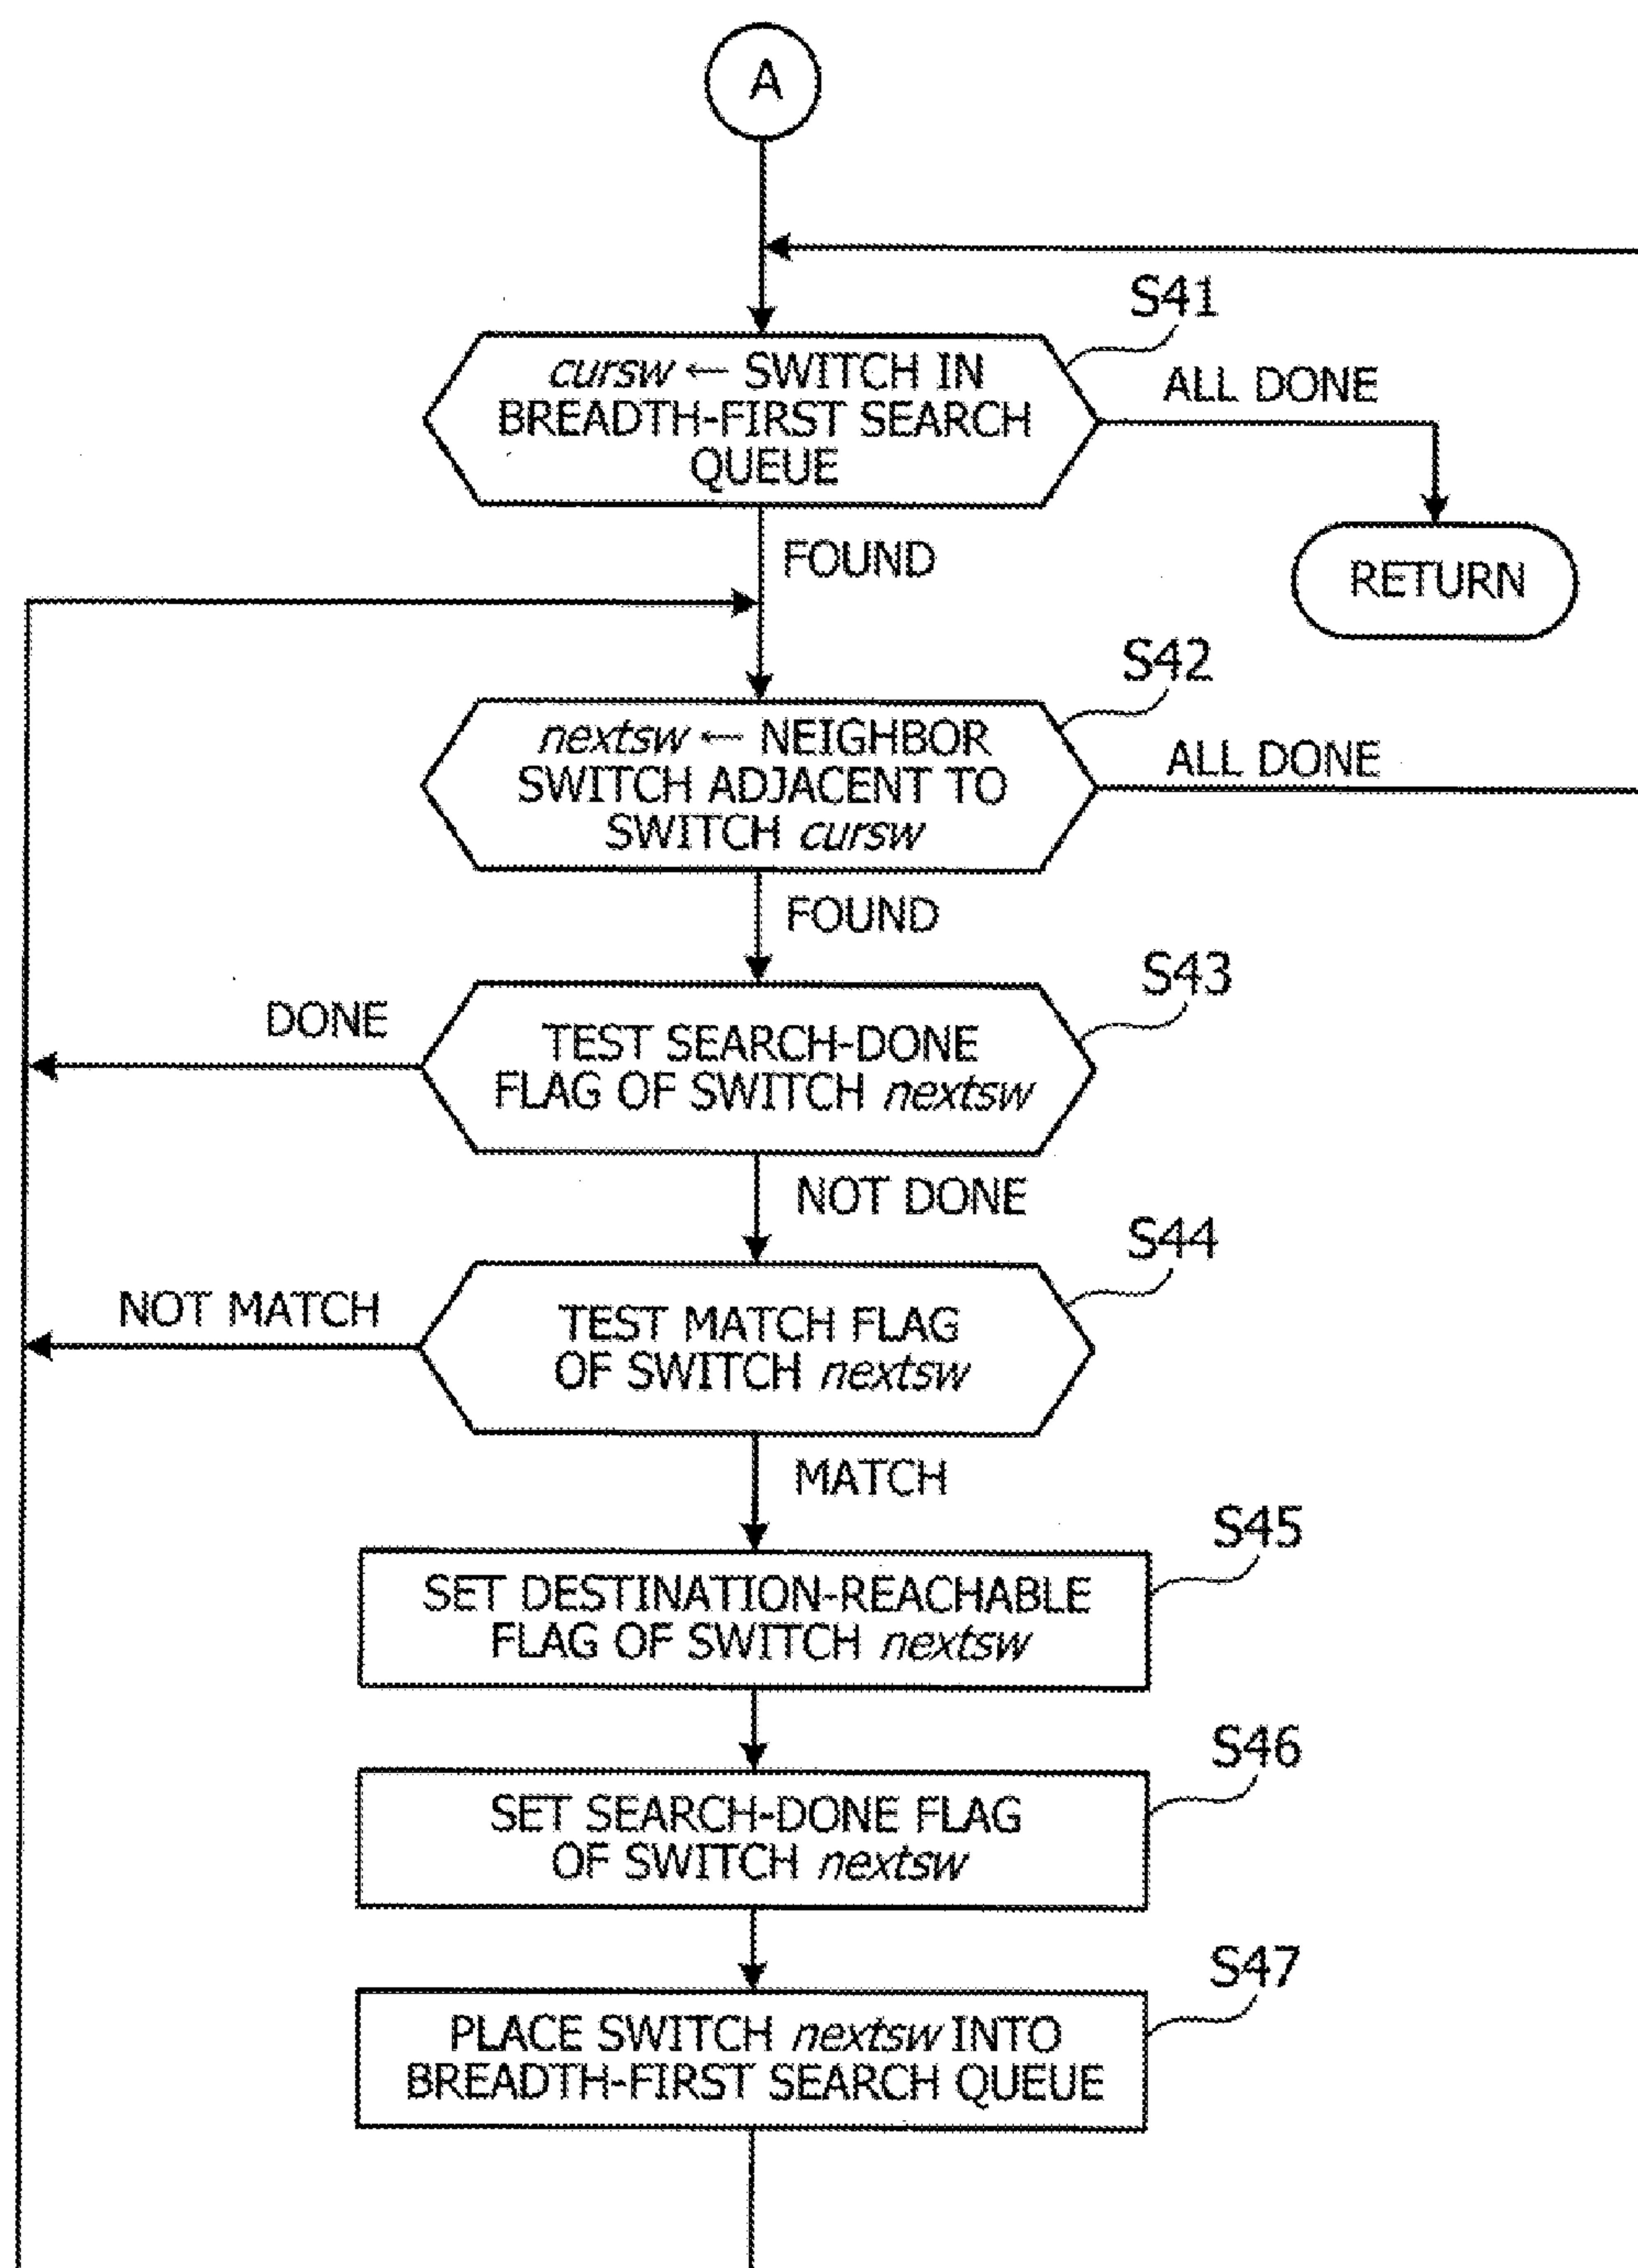 A
S41
cursw ← SWITCH IN
BREADTH-FIRST SEARCH
QUEUE
ALL DONE
FOUND
RETURN
S42
nextsw ← NEIGHBOR
SWITCH ADJACENT TO
SWITCH cursw
ALL DONE
FOUND
S43
DONE
TEST SEARCH-DONE
FLAG OF SWITCH nextsw
NOT DONE
S44
NOT MATCH
TEST MATCH FLAG
OF SWITCH nextsw
MATCH
S45
SET DESTINATION-REACHABLE
FLAG OF SWITCH nextsw
S46
SET SEARCH-DONE FLAG
OF SWITCH nextsw
S47
PLACE SWITCH nextsw INTO
BREADTH-FIRST SEARCH QUEUE